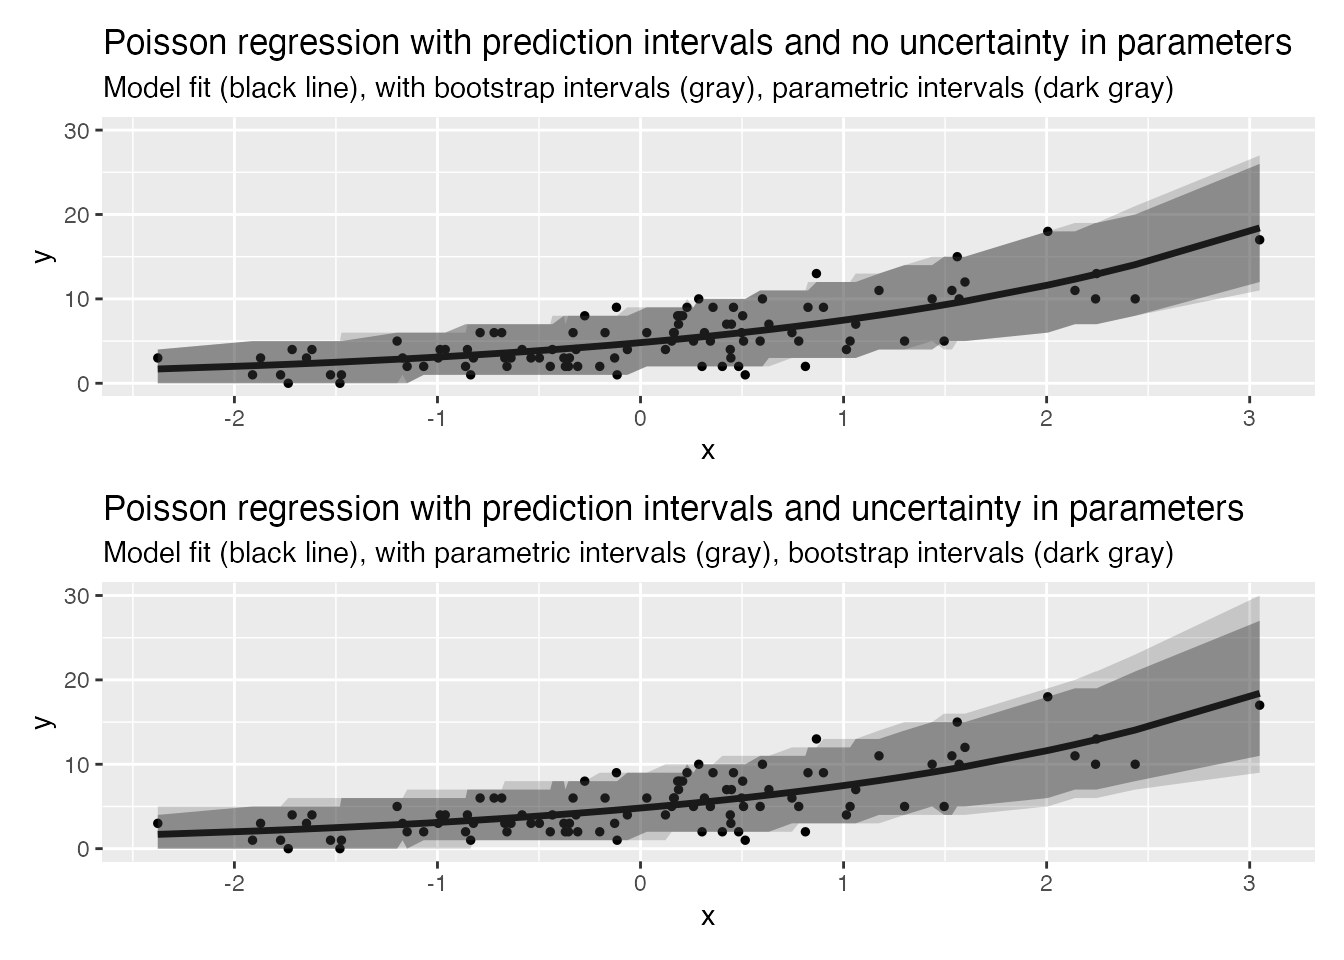 Poisson regression with prediction intervals and no uncertainty in parameters
Model fit (black line), with bootstrap intervals (gray), parametric intervals (dark gray)
30
20
y
10
0
-2 -1 0 1 2 3
x
Poisson regression with prediction intervals and uncertainty in parameters
Model fit (black line), with parametric intervals (gray), bootstrap intervals (dark gray)
30
20
y
10
0
-2 -1 0 1 2 3
x